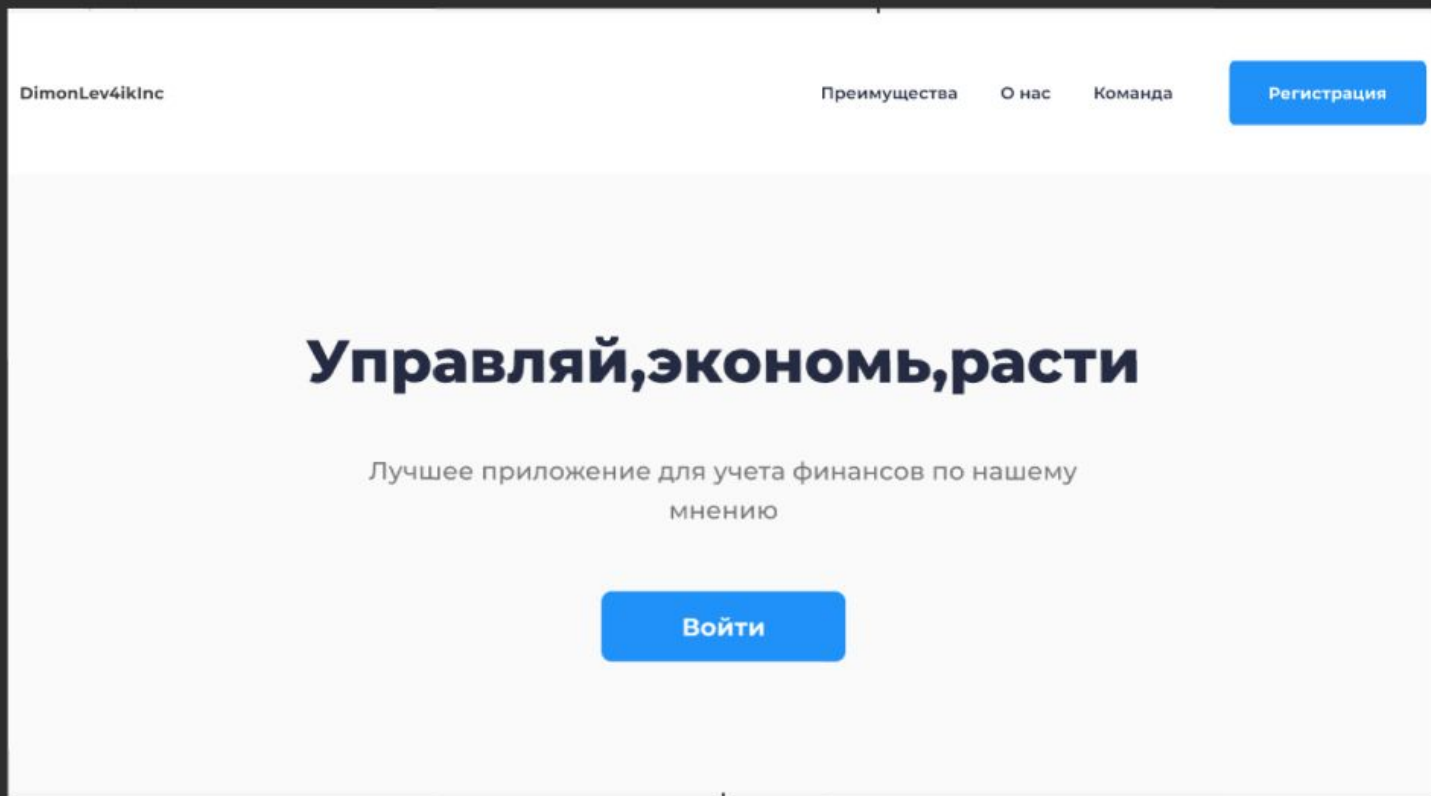 DimonLev4ikInc
Преимущества О нас Команда Регистрация
Управляй,экономь,расти
Лучшее приложение для учета финансов по нашему
мнению
Войти